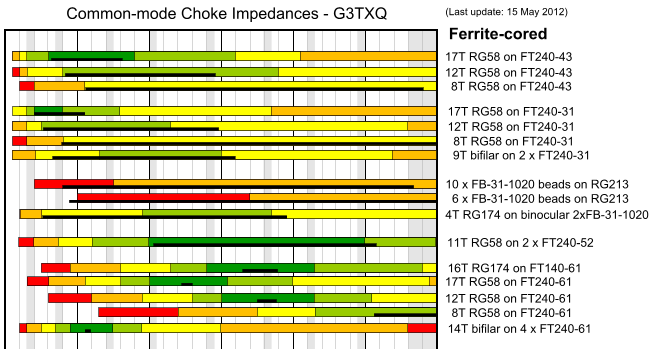 Common-mode Choke Impedances - G3TXQ
(Last update: 15 May 2012)
Ferrite-cored
17T RG58 on FT240-43
12T RG58 on FT240-43
8T RG58 on FT240-43
17T RG58 on FT240-31
12T RG58 on FT240-31
8T RG58 on FT240-31
9T bifilar on 2 x FT240-31
10 x FB-31-1020 beads on RG213
6 x FB-31-1020 beads on RG213
4T RG174 on binocular 2xFB-31-1020
11T RG58 on 2 x FT240-52
16T RG174 on FT140-61
17T RG58 on FT240-61
12T RG58 on FT240-61
8T RG58 on FT240-61
14T bifilar on 4 x FT240-61